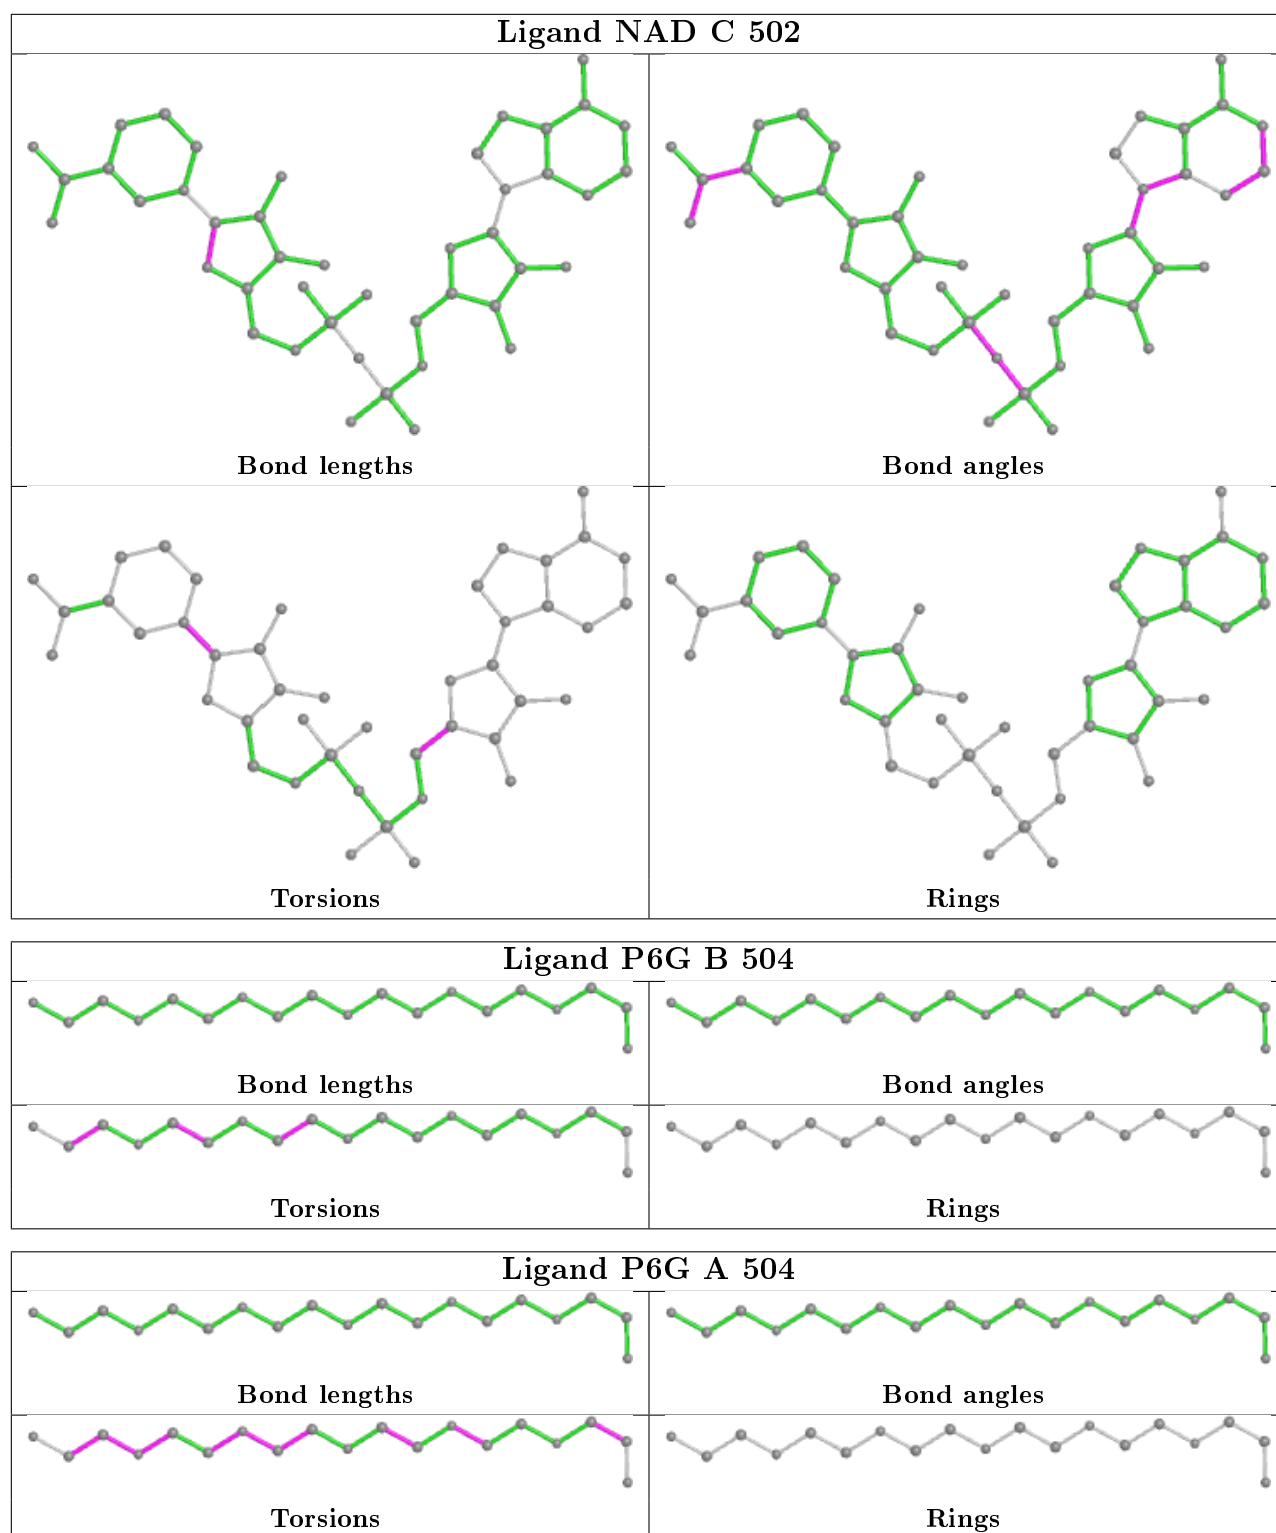 Ligand NAD C 502
Bond lengths
Bond angles
Torsions
Rings
Ligand P6G B 504
Bond lengths
Bond angles
Torsions
Rings
Ligand P6G A 504
Bond lengths
Bond angles
Torsions
Rings